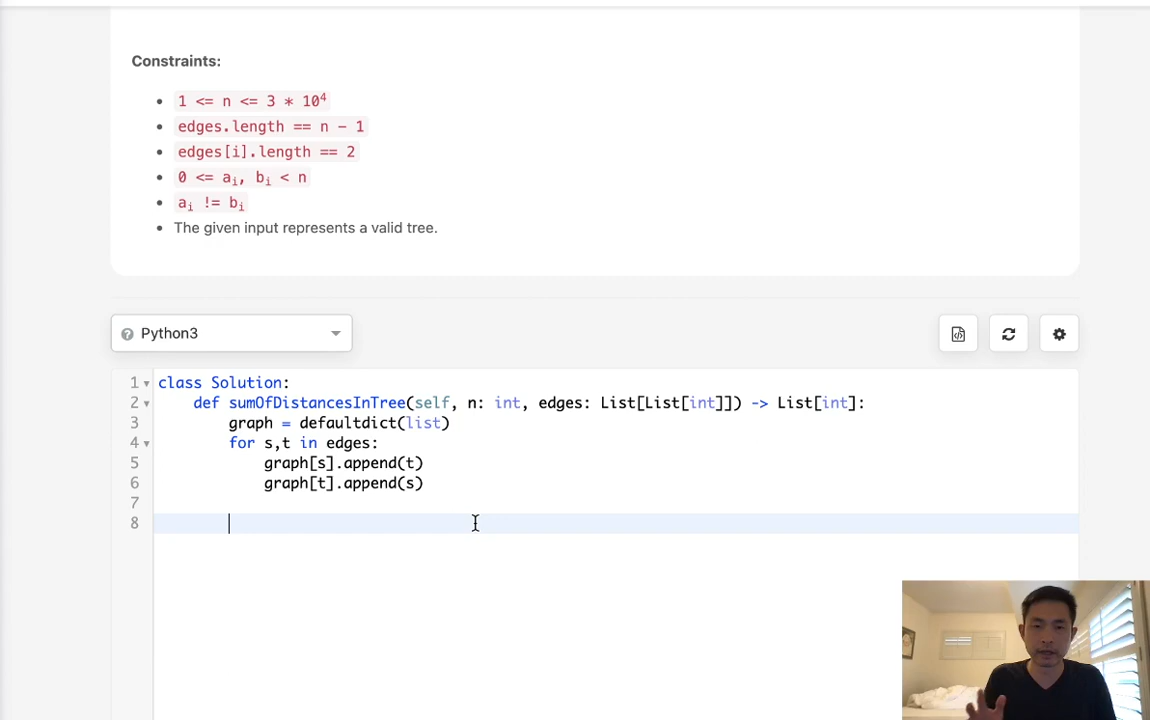 Constraints:
1 <= n <= 3 * 10⁴
edges.length == n - 1
edges[i].length == 2
0 <= aᵢ, bᵢ < n
aᵢ != bᵢ
The given input represents a valid tree.
Python3
1 class Solution:
2 def sumOfDistancesInTree(self, n: int, edges: List[List[int]]) -> List[int]:
3 graph = defaultdict(list)
4 for s,t in edges:
5 graph[s].append(t)
6 graph[t].append(s)
7
8